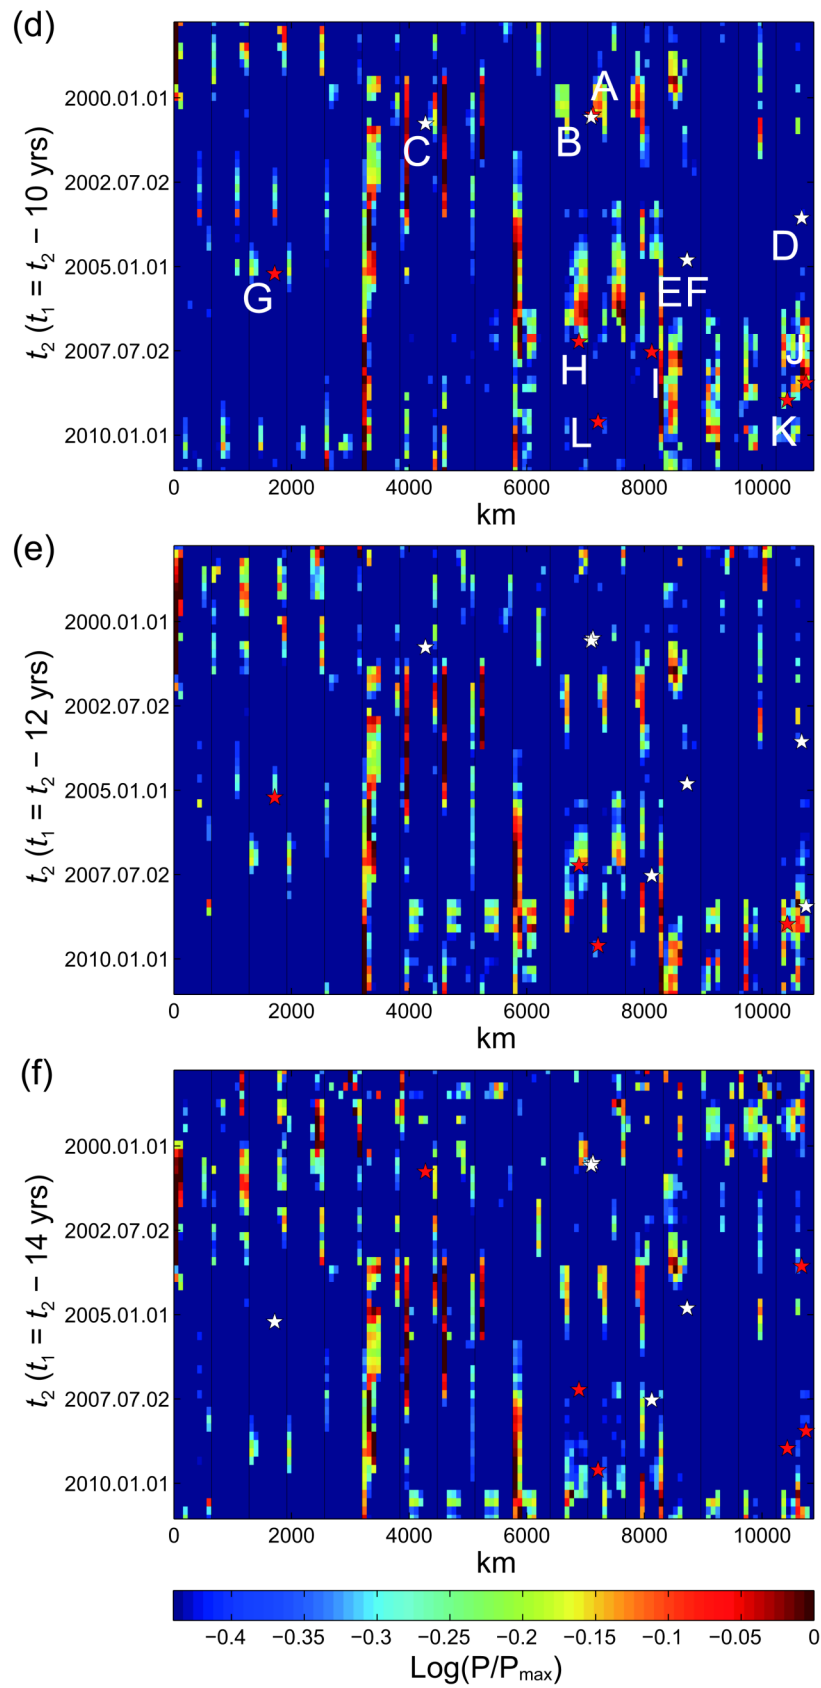 (d)
t₂ (t₁ = t₂ − 10 yrs)
2000.01.01
2002.07.02
2005.01.01
2007.07.02
2010.01.01
A
B
C
D
G
EF
H
I
J
K
L
0 2000 4000 6000 8000 10000
km
(e)
t₂ (t₁ = t₂ − 12 yrs)
2000.01.01
2002.07.02
2005.01.01
2007.07.02
2010.01.01
0 2000 4000 6000 8000 10000
km
(f)
t₂ (t₁ = t₂ − 14 yrs)
2000.01.01
2002.07.02
2005.01.01
2007.07.02
2010.01.01
0 2000 4000 6000 8000 10000
km
−0.4 −0.35 −0.3 −0.25 −0.2 −0.15 −0.1 −0.05 0
Log(P/Pmax)